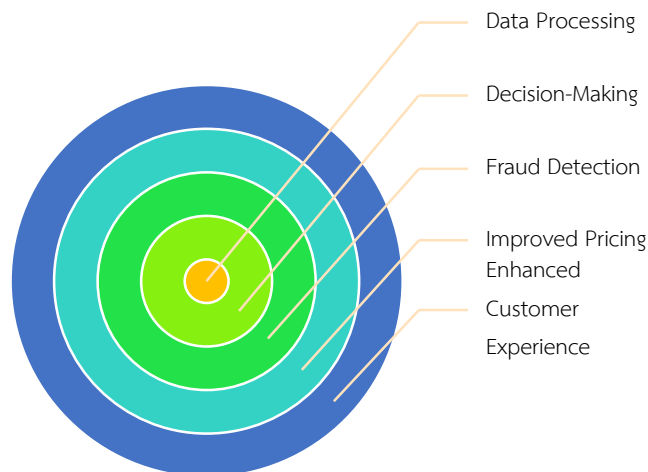 Data Processing
Decision-Making
Fraud Detection
Improved Pricing
Enhanced
Customer
Experience